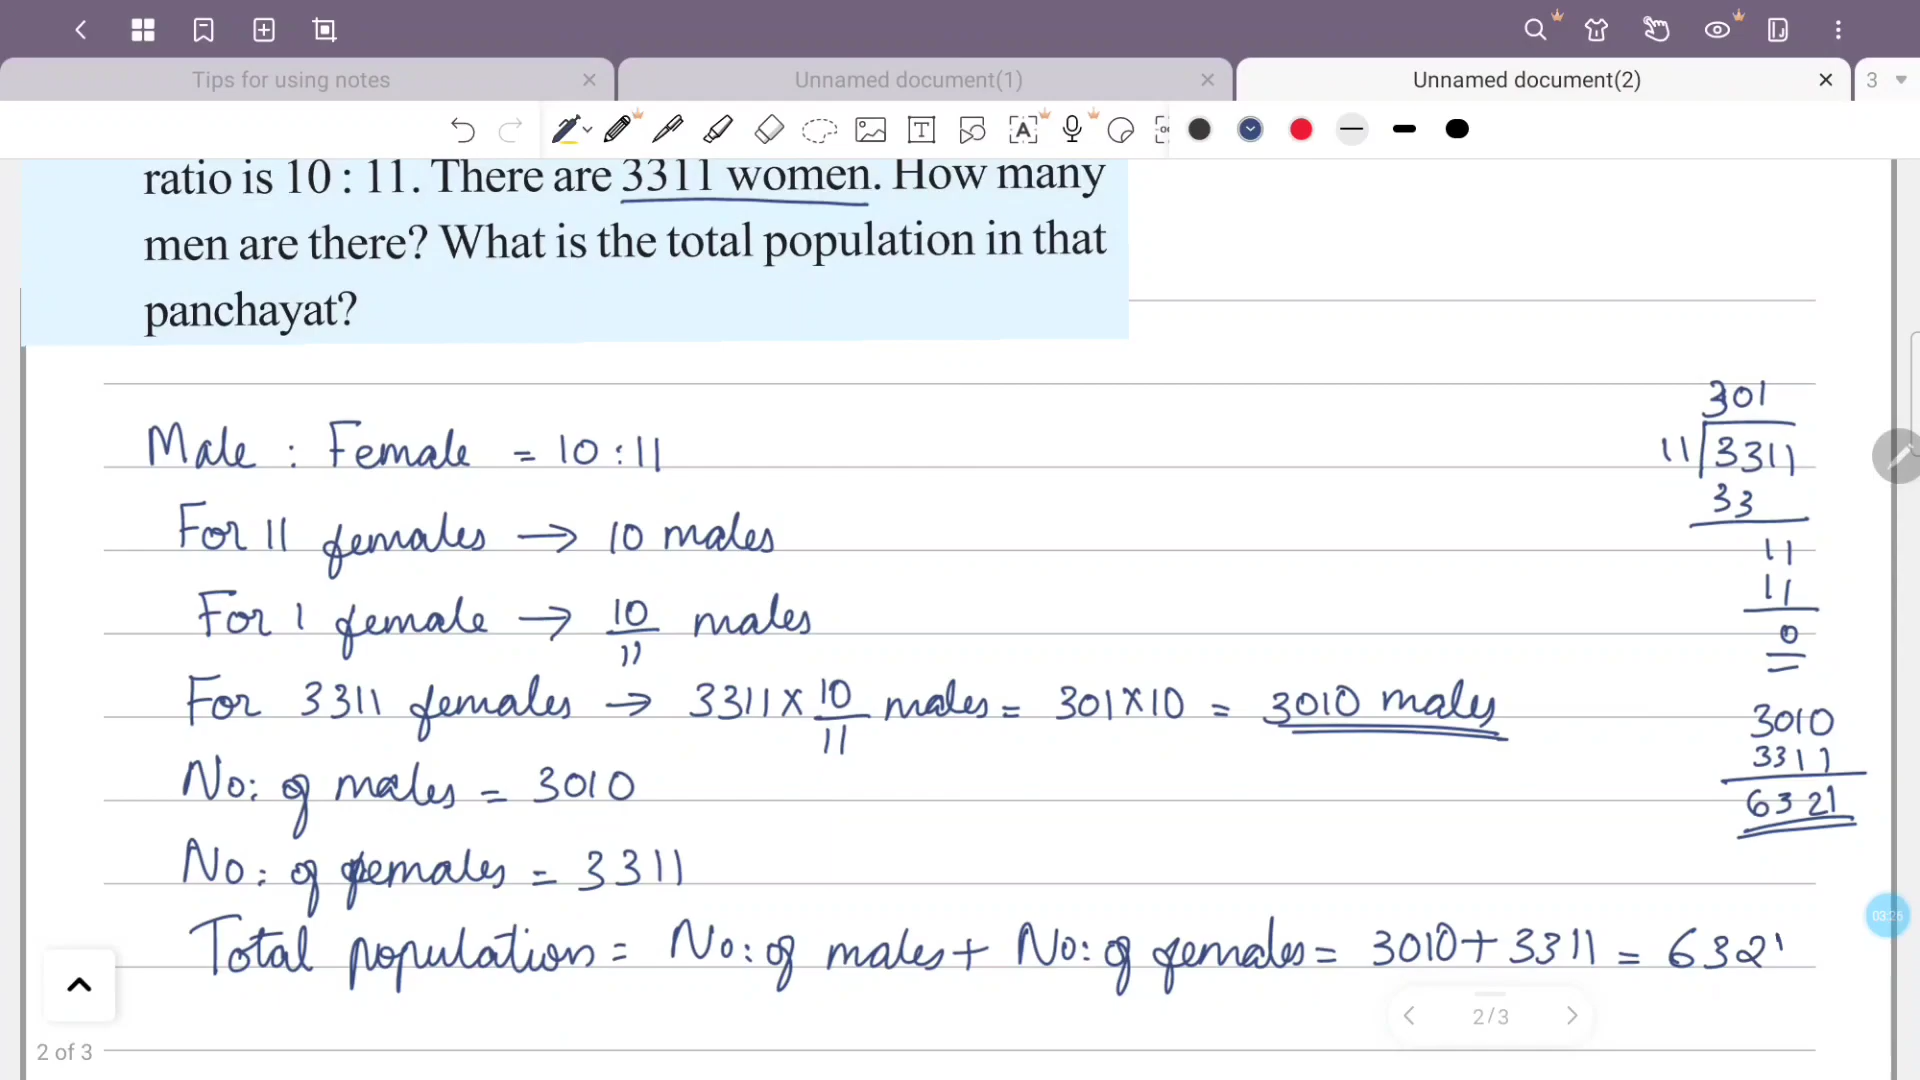 Tips for using notes
Unnamed document(1)
Unnamed document(2)
3
ratio is 10 : 11. There are 3311 women. How many
men are there? What is the total population in that
panchayat?
Male : Female = 10 : 11
For 11 females → 10 males
For 1 female → 10/11 males
For 3311 females → 3311 × 10/11 males = 301 × 10 = 3010 males
No: of males = 3010
No: of females = 3311
Total population = No: of males + No: of females = 3010 + 3311 = 632
301
11 3311
33
11
11
0
3010
3311
6321
03:26
2/3
2 of 3